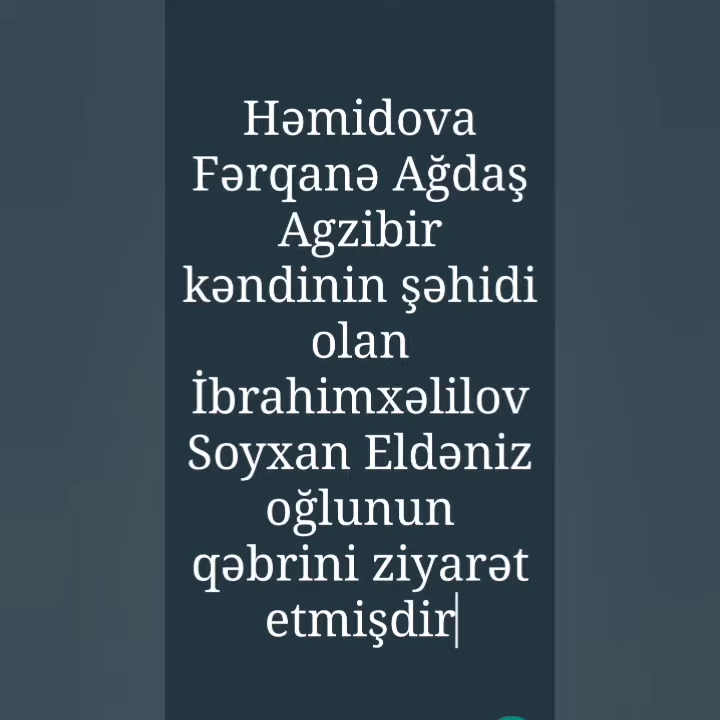 Həmidova
Fərqanə Ağdaş
Agzibir
kəndinin şəhidi
olan
İbrahimxəlilov
Soyxan Eldəniz
oğlunun
qəbrini ziyarət
etmişdir